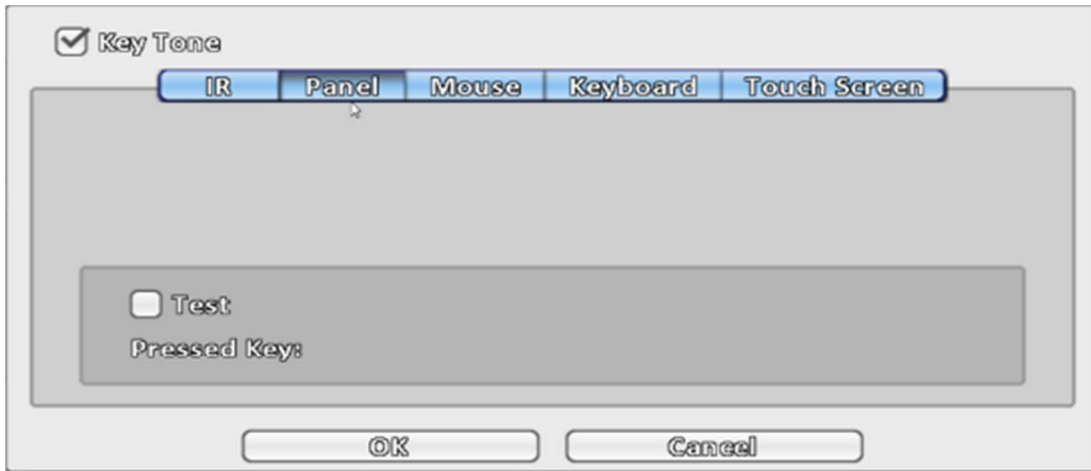 Key Tone
IR Panel Mouse Keyboard Touch Screen
Test
Pressed Key:
OK Cancel